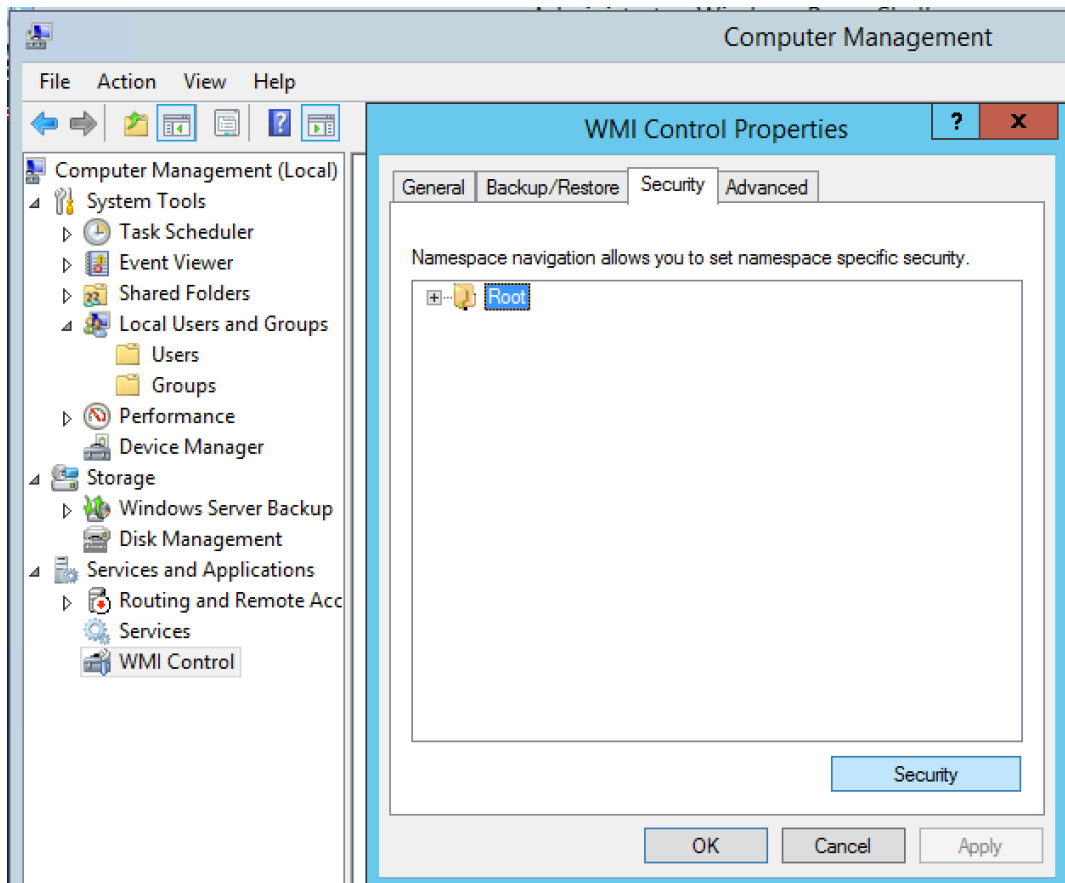 Computer Management
File Action View Help
WMI Control Properties
? x
Computer Management (Local)
System Tools
Task Scheduler
Event Viewer
Shared Folders
Local Users and Groups
Users
Groups
Performance
Device Manager
Storage
Windows Server Backup
Disk Management
Services and Applications
Routing and Remote Acc
Services
WMI Control
General Backup/Restore Security Advanced
Namespace navigation allows you to set namespace specific security.
Root
Security
OK Cancel Apply